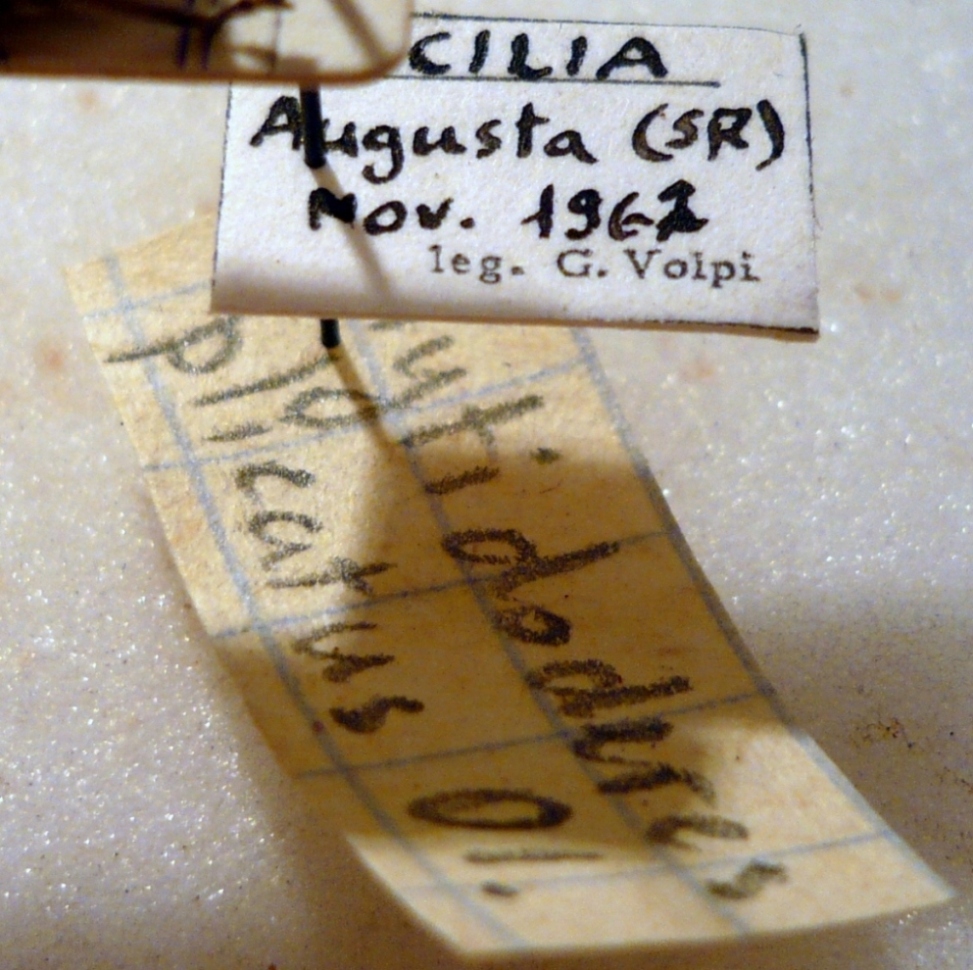 CILIA
Augusta (SR)
Nov. 1962
leg. G. Volpi
plicatus Ol.